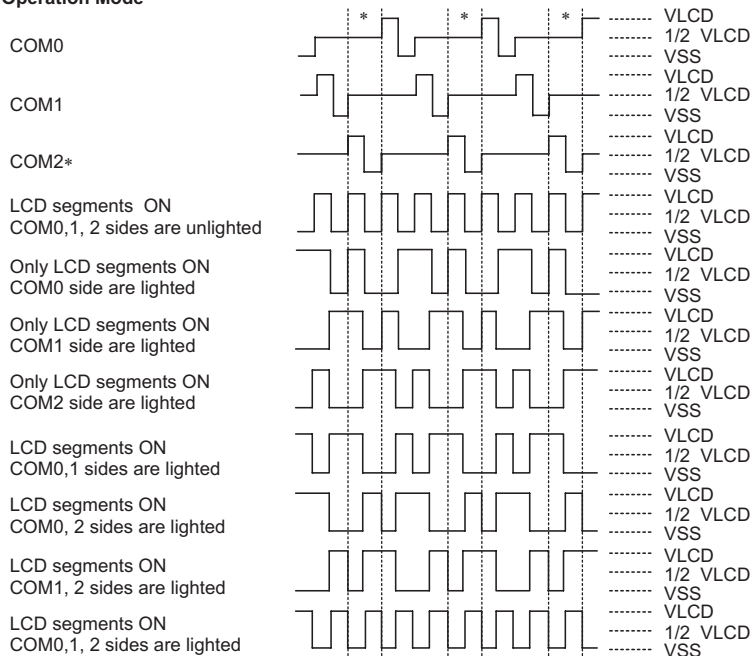 Operation Mode
* * *
COM0
VLCD
1/2 VLCD
VSS
COM1
VLCD
1/2 VLCD
VSS
COM2*
VLCD
1/2 VLCD
VSS
LCD segments ON
COM0,1, 2 sides are unlighted
VLCD
1/2 VLCD
VSS
Only LCD segments ON
COM0 side are lighted
VLCD
1/2 VLCD
VSS
Only LCD segments ON
COM1 side are lighted
VLCD
1/2 VLCD
VSS
Only LCD segments ON
COM2 side are lighted
VLCD
1/2 VLCD
VSS
LCD segments ON
COM0,1 sides are lighted
VLCD
1/2 VLCD
VSS
LCD segments ON
COM0, 2 sides are lighted
VLCD
1/2 VLCD
VSS
LCD segments ON
COM1, 2 sides are lighted
VLCD
1/2 VLCD
VSS
LCD segments ON
COM0,1, 2 sides are lighted
VLCD
1/2 VLCD
VSS